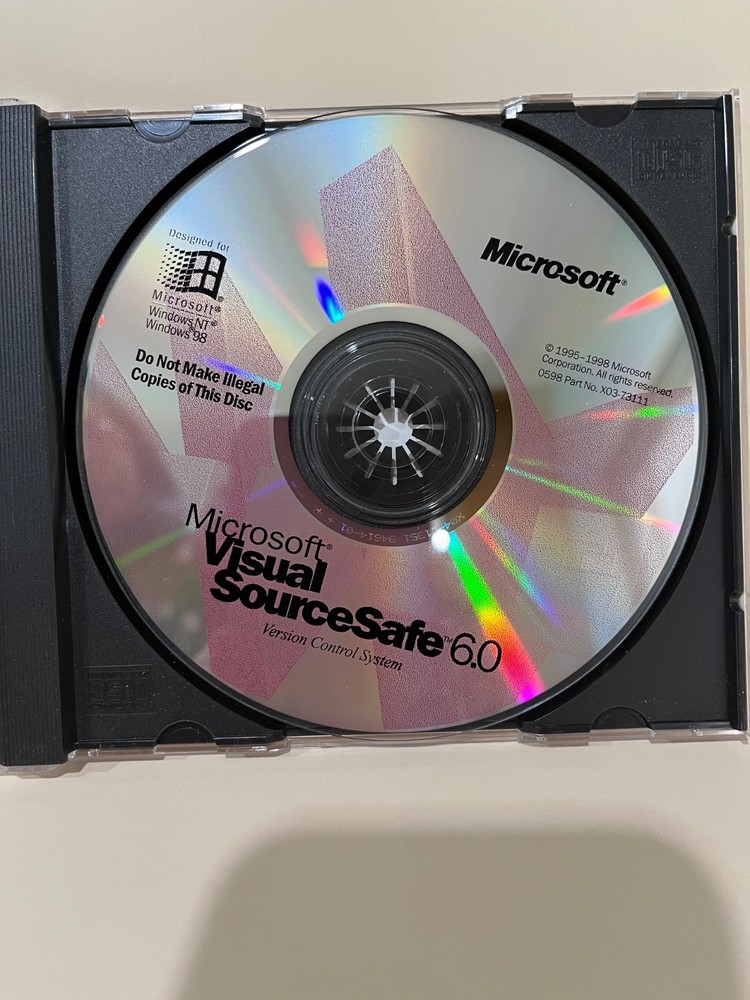 Designed for
Microsoft®
Windows NT®
Windows 98
Do Not Make Illegal
Copies of This Disc
Microsoft®
© 1995–1998 Microsoft
Corporation. All rights reserved.
0598 Part No. X03-73111
Microsoft®
Visual
SourceSafe™ 6.0
Version Control System